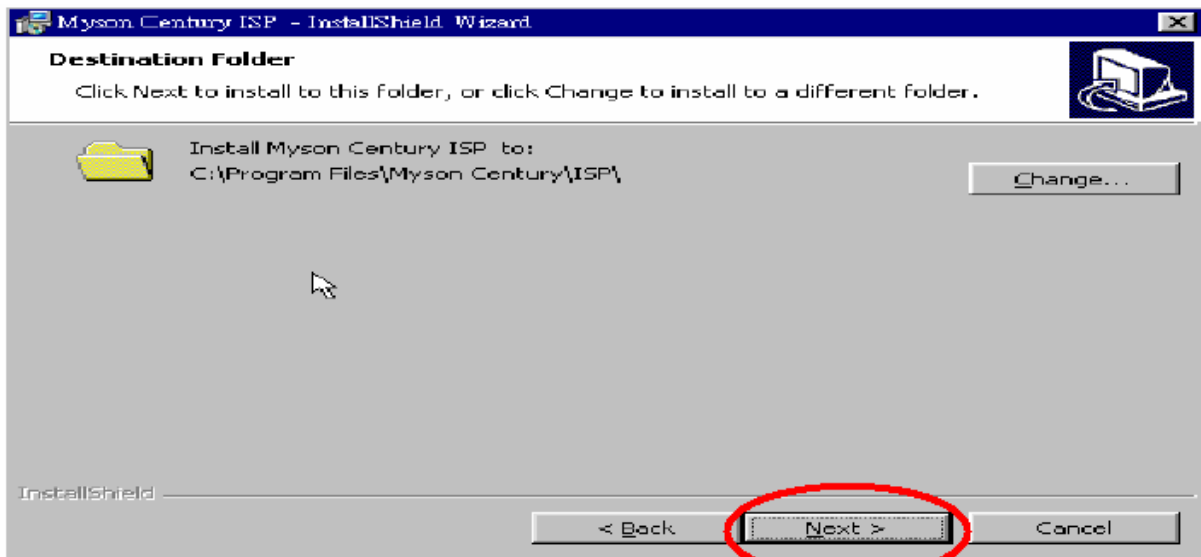 Myson Century ISP - InstallShield Wizard
Destination Folder
Click Next to install to this folder, or click Change to install to a different folder.
Install Myson Century ISP to:
C:\Program Files\Myson Century\ISP\
Change...
InstallShield
< Back
Next >
Cancel